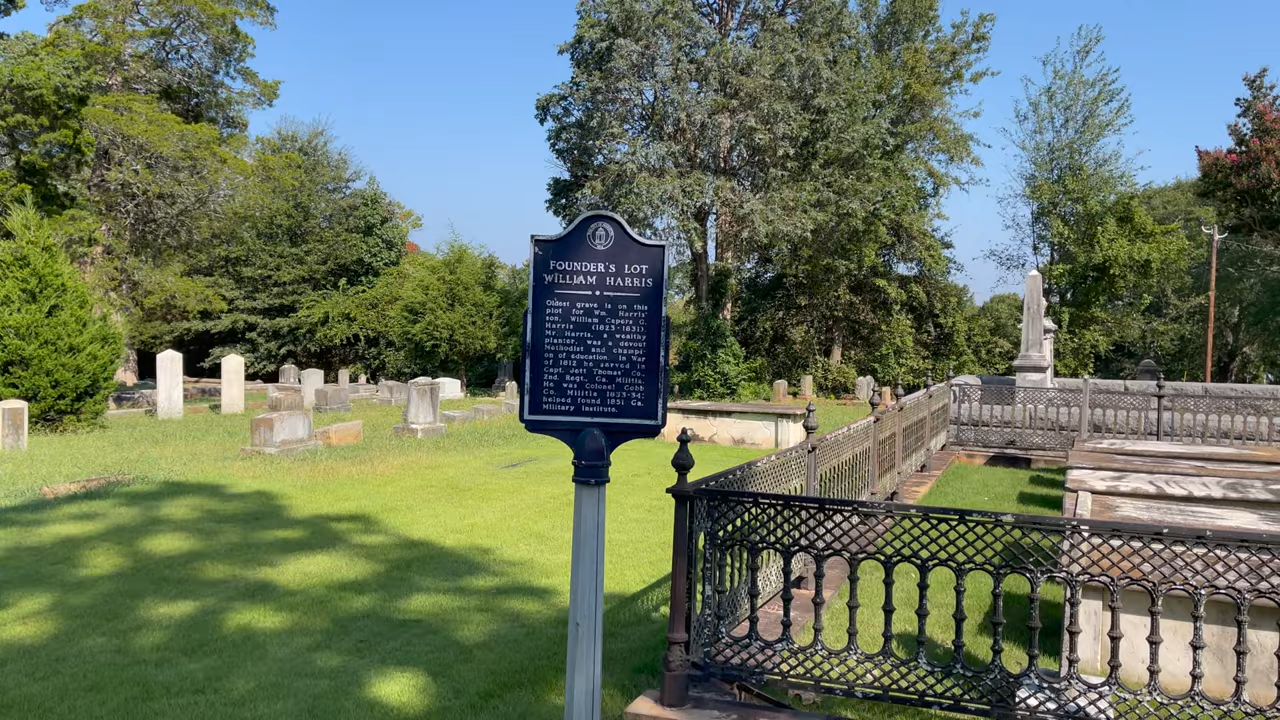 FOUNDER'S LOT
WILLIAM HARRIS
Oldest grave is on this
plot for Wm. Harris'
son, William Capers G.
Harris (1823-1831).
Mr. Harris, a wealthy
planter, was a devout
Methodist and champi-
on of education. In War
of 1812 he served in
Capt. Jett Thomas' Co.
2nd. Regt., Ga. Militia.
He was Colonel Cobb
Co. Militia 1833-34:
helped found 1851 Ga.
Military Institute.